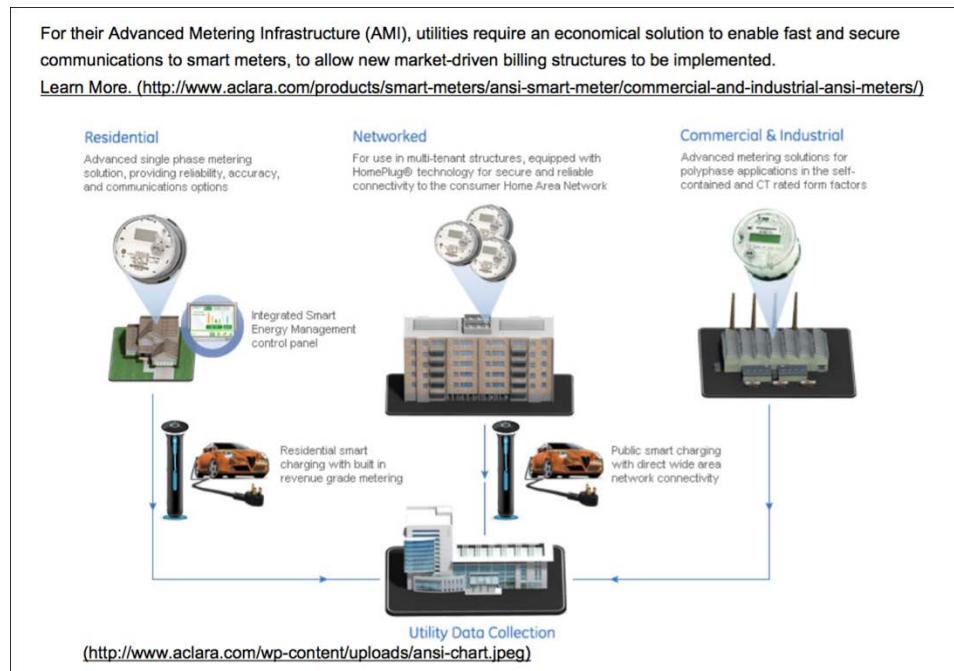 For their Advanced Metering Infrastructure (AMI), utilities require an economical solution to enable fast and secure
communications to smart meters, to allow new market-driven billing structures to be implemented.
Learn More. (http://www.aclara.com/products/smart-meters/ansi-smart-meter/commercial-and-industrial-ansi-meters/)
Residential
Advanced single phase metering
solution, providing reliability, accuracy,
and communications options
Networked
For use in multi-tenant structures, equipped with
HomePlug® technology for secure and reliable
connectivity to the consumer Home Area Network
Commercial & Industrial
Advanced metering solutions for
polyphase applications in the self-
contained and CT rated form factors
Integrated Smart
Energy Management
control panel
Residential smart
charging with built in
revenue grade metering
Public smart charging
with direct wide area
network connectivity
Utility Data Collection
(http://www.aclara.com/wp-content/uploads/ansi-chart.jpeg)